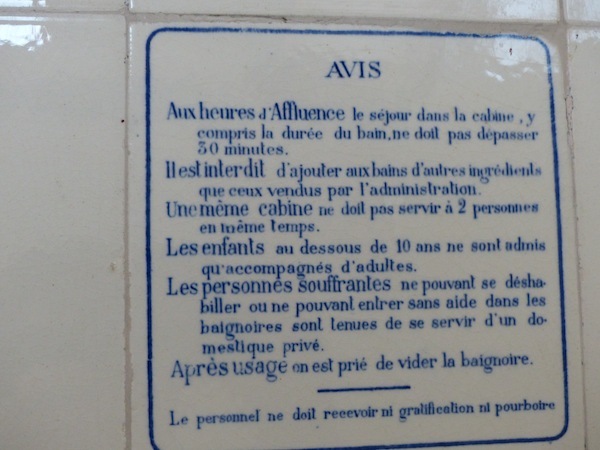 AVIS
Aux heures d'Affluence le séjour dans la cabine, y
compris la durée du bain, ne doit pas dépasser
30 minutes.
Il est interdit d'ajouter aux bains d'autres ingrédients
que ceux vendus par l'administration.
Une même cabine ne doit pas servir à 2 personnes
en même temps.
Les enfants au dessous de 10 ans ne sont admis
qu'accompagnés d'adultes.
Les personnes souffrantes ne pouvant se désha-
biller ou ne pouvant entrer sans aide dans les
baignoires sont tenues de se servir d'un do-
mestique privé.
Après usage on est prié de vider la baignoire.
Le personnel ne doit recevoir ni gratification ni pourboire